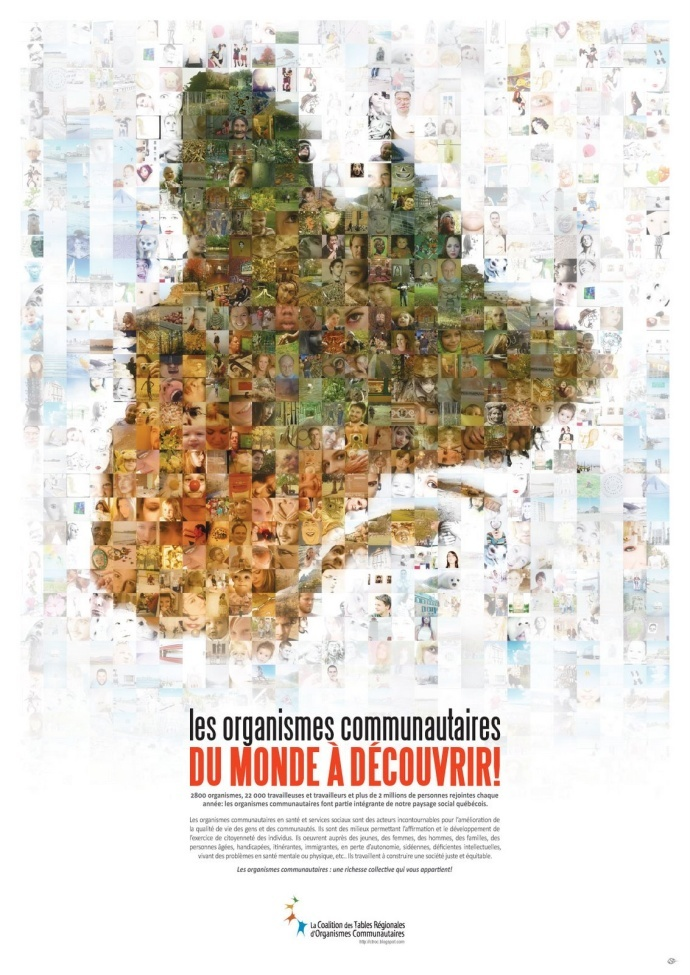 les organismes communautaires
DU MONDE À DÉCOUVRIR!
2800 organismes, 22 000 travailleuses et travailleurs et plus de 2 millions de personnes rejointes chaque
année: les organismes communautaires font partie intégrante de notre paysage social québécois.
Les organismes communautaires en santé et services sociaux sont des acteurs incontournables pour l'amélioration de
la qualité de vie des gens et des communautés. Ils sont des milieux permettant l'affirmation et le développement de
l'exercice de citoyenneté des individus. Ils oeuvrent auprès des jeunes, des femmes, des hommes, des familles, des
personnes âgées, handicapées, itinérantes, immigrantes, en perte d'autonomie, sidéennes, déficientes intellectuelles,
vivant des problèmes en santé mentale ou physique, etc.. Ils travaillent à construire une société juste et équitable.
Les organismes communautaires : une richesse collective qui vous appartient!
La Coalition des Tables Régionales
d'Organismes Communautaires
http://ctroc.blogspot.com